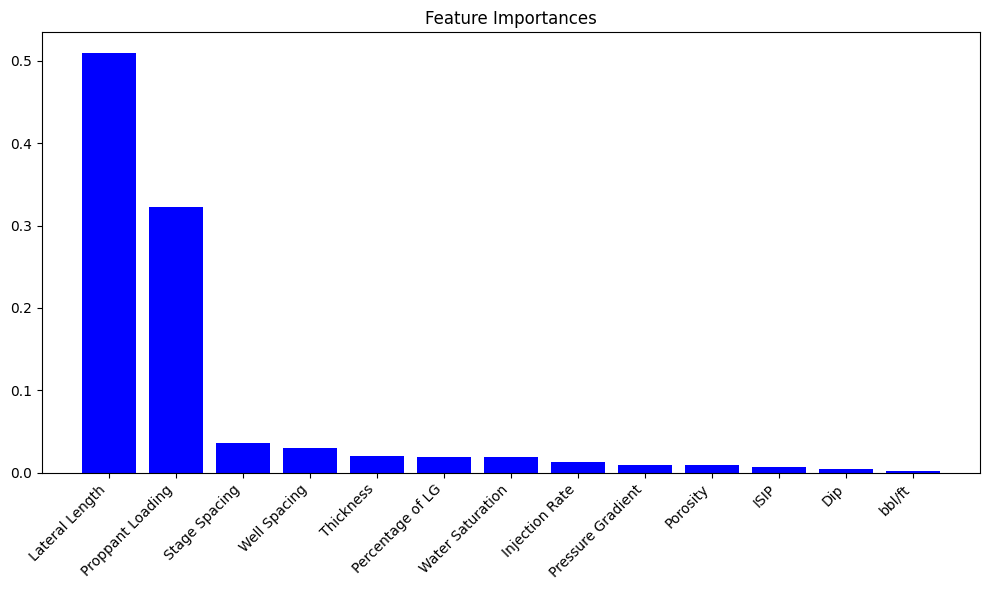 Feature Importances
0.5
0.4
0.3
0.2
0.1
0.0
Lateral Length
Proppant Loading
Stage Spacing
Well Spacing
Thickness
Percentage of LG
Water Saturation
Injection Rate
Pressure Gradient
Porosity
ISIP
Dip
bbl/ft